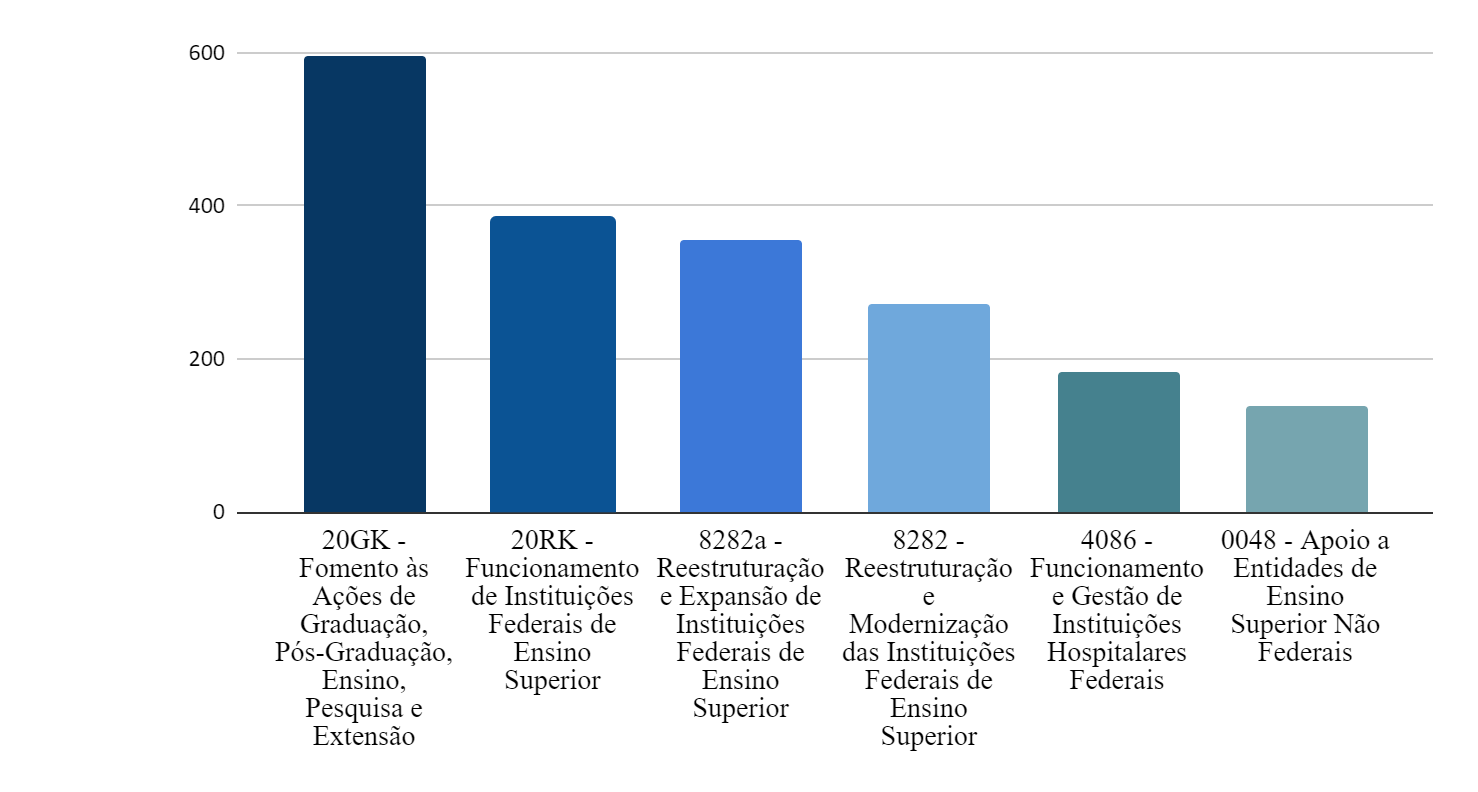 600
400
200
0
20GK -
Fomento às
Ações de
Graduação,
Pós-Graduação,
Ensino,
Pesquisa e
Extensão
20RK -
Funcionamento
de Instituições
Federais de
Ensino
Superior
8282a -
Reestruturação
e Expansão de
Instituições
Federais de
Ensino
Superior
8282 -
Reestruturação
e
Modernização
das Instituições
Federais de
Ensino
Superior
4086 -
Funcionamento
e Gestão de
Instituições
Hospitalares
Federais
0048 - Apoio a
Entidades de
Ensino
Superior Não
Federais